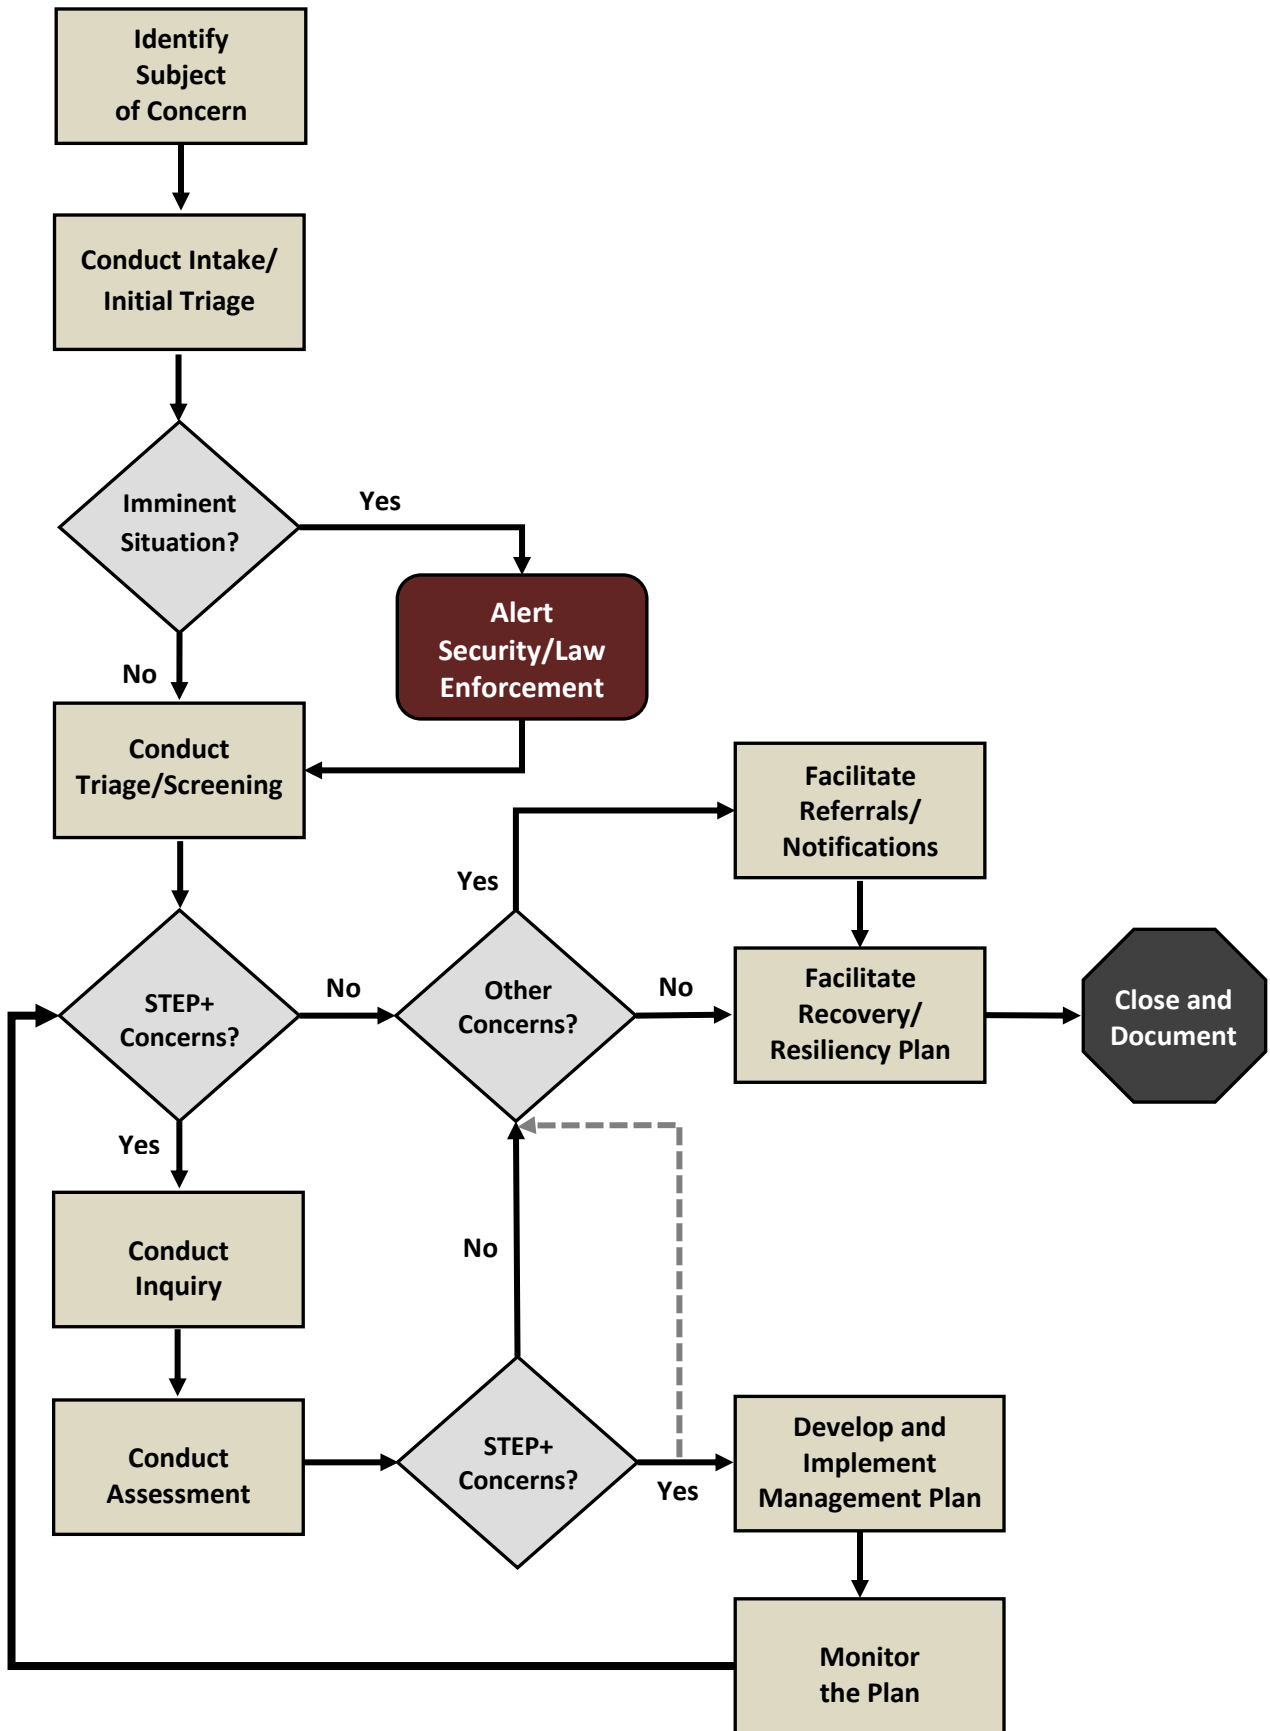 Identify
Subject
of Concern
Conduct Intake/
Initial Triage
Imminent
Situation?
Yes
Alert
Security/Law
Enforcement
No
Conduct
Triage/Screening
Facilitate
Referrals/
Notifications
Yes
STEP+
Concerns?
No
Other
Concerns?
No
Facilitate
Recovery/
Resiliency Plan
Close and
Document
Yes
Conduct
Inquiry
No
Conduct
Assessment
STEP+
Concerns?
Yes
Develop and
Implement
Management Plan
Monitor
the Plan